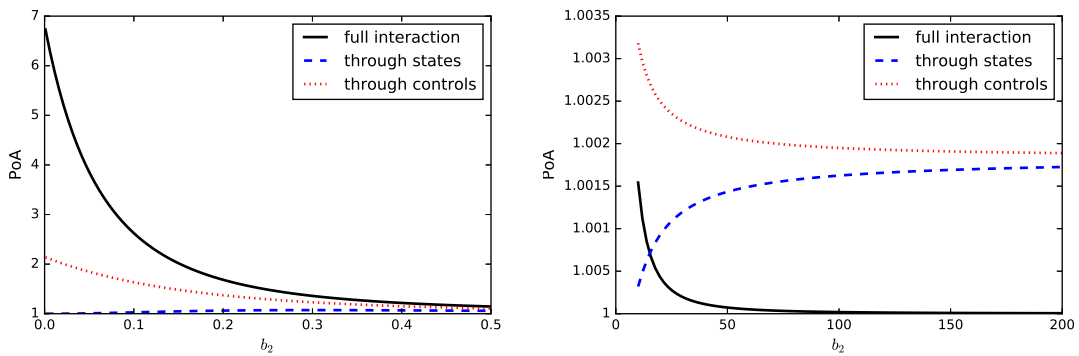 7
6
5
4
3
2
1
PoA
0.0
0.1
0.2
0.3
0.4
0.5
b2
full interaction
through states
through controls
1.0035
1.003
1.0025
1.002
1.0015
1.001
1.005
1
PoA
0
50
100
150
200
b2
full interaction
through states
through controls